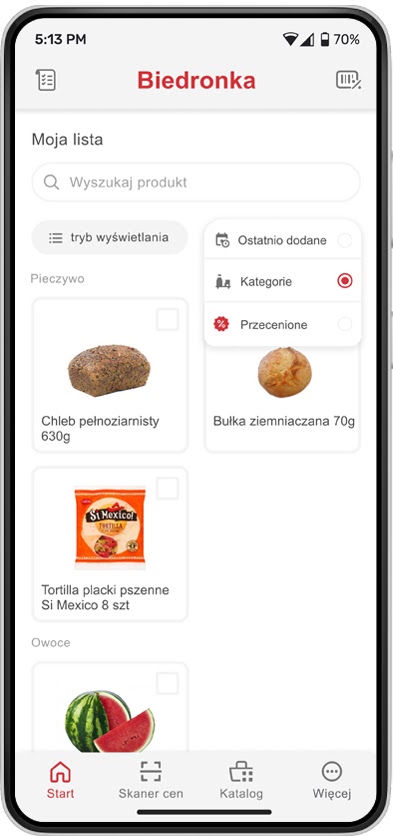 5:13 PM
70%
Biedronka
Moja lista
Wyszukaj produkt
tryb wyświetlania
Ostatnio dodane
Kategorie
Przecenione
Pieczywo
Chleb pełnoziarnisty
630g
Bułka ziemniaczana 70g
Si Mexico!
TORTILLA
Tortilla placki pszenne
Si Mexico 8 szt
Owoce
Start
Skaner cen
Katalog
Więcej